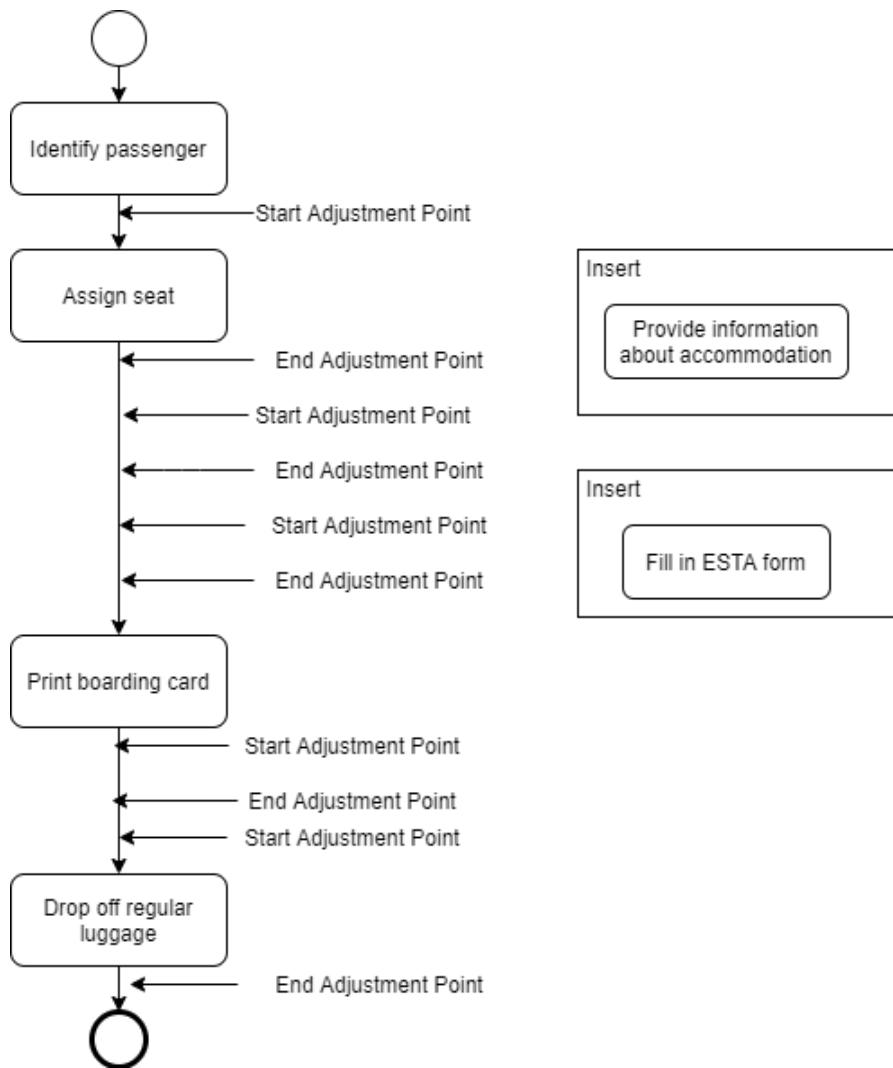 Identify passenger
Start Adjustment Point
Assign seat
Insert
Provide information
about accommodation
End Adjustment Point
Start Adjustment Point
End Adjustment Point
Insert
Start Adjustment Point
Fill in ESTA form
End Adjustment Point
Print boarding card
Start Adjustment Point
End Adjustment Point
Start Adjustment Point
Drop off regular
luggage
End Adjustment Point